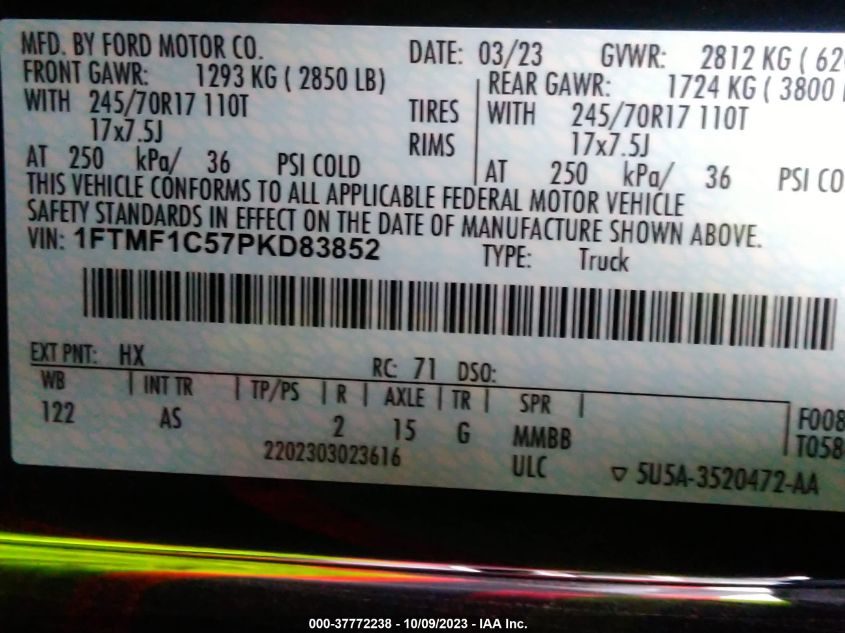 MFD. BY FORD MOTOR CO. DATE: 03/23 GVWR: 2812 KG (
FRONT GAWR: 1293 KG ( 2850 LB) REAR GAWR: 1724 KG ( 3800
WITH 245/70R17 110T TIRES WITH 245/70R17 110T
17x7.5J RIMS 17x7.5J
AT 250 kPa/ 36 PSI COLD AT 250 kPa/ 36 PSI
THIS VEHICLE CONFORMS TO ALL APPLICABLE FEDERAL MOTOR VEHICLE
SAFETY STANDARDS IN EFFECT ON THE DATE OF MANUFACTURE SHOWN ABOVE.
VIN: 1FTMF1C57PKD83852 TYPE: Truck
EXT PNT: HX RC: 71 DSO:
WB | INT TR | TP/PS | R | AXLE | TR | SPR |
122 AS 2 15 G MMBB
2202303023616 ULC
F008
T058
▽ 5U5A-3520472-AA
000-37772238 - 10/09/2023 - IAA Inc.